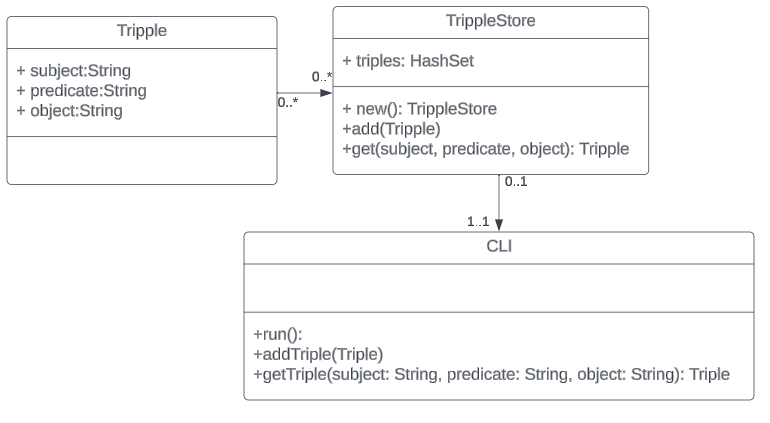 Tripple
+ subject:String
+ predicate:String
+ object:String
0..*
0..*
TrippleStore
+ triples: HashSet
+ new(): TrippleStore
+add(Tripple)
+get(subject, predicate, object): Tripple
0..1
1..1
CLI
+run():
+addTriple(Triple)
+getTriple(subject: String, predicate: String, object: String): Triple